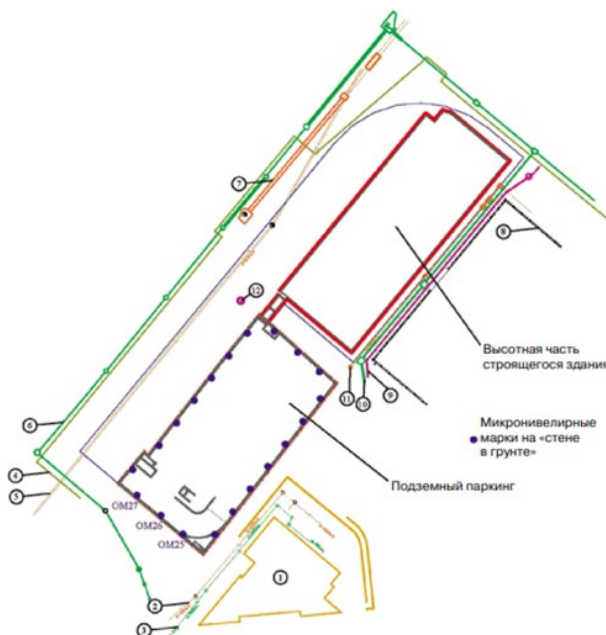 7
8
12
Высотная часть
строящегося здания
11
10
9
6
Микронивелирные
марки на «стене
в грунте»
4
5
Подземный паркинг
ОМ27
ОМ26
ОМ25
1
2
3